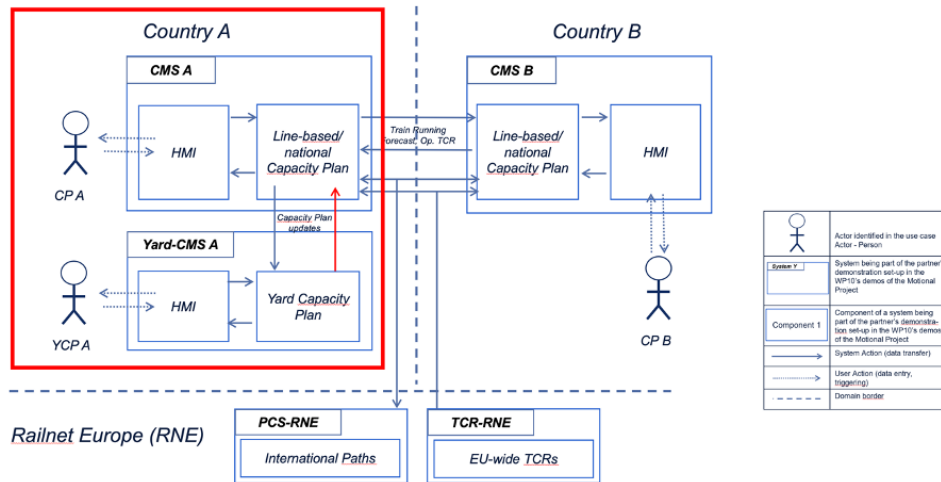 Country A
Country B
CMS A
CMS B
HMI
Line-based/
national
Capacity Plan
Train Running
Forecast, Op. TCR
Line-based/
national
Capacity Plan
HMI
CP A
Capacity Plan
updates
Yard-CMS A
HMI
Yard Capacity
Plan
YCP A
CP B
Railnet Europe (RNE)
PCS-RNE
International Paths
TCR-RNE
EU-wide TCRs
Actor identified in the use case
Actor - Person
System Y
System being part of the partner
demonstration set-up in the
WP10's demos of the Motional
Project
Component 1
Component of a system being
part of the partner's demonstra-
tion set-up in the WP10's demos
of the Motional Project
System Action (data transfer)
User Action (data entry,
triggering)
Domain border